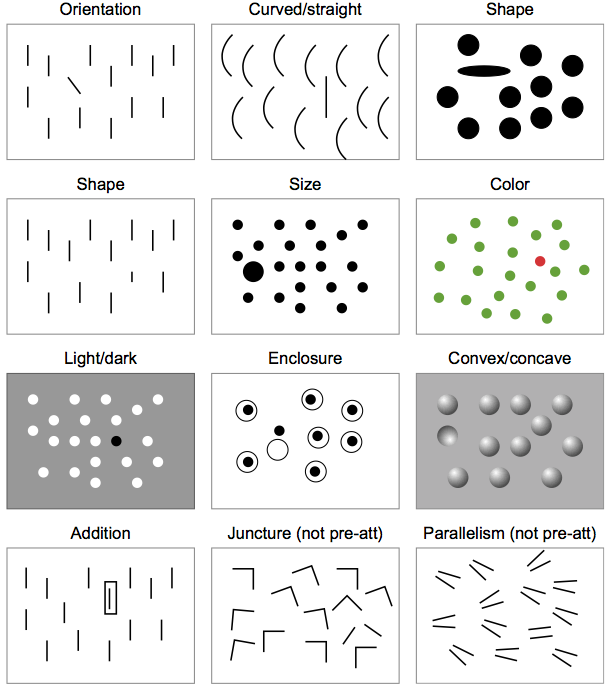 Orientation
Curved/straight
Shape
Shape
Size
Color
Light/dark
Enclosure
Convex/concave
Addition
Juncture (not pre-att)
Parallelism (not pre-att)